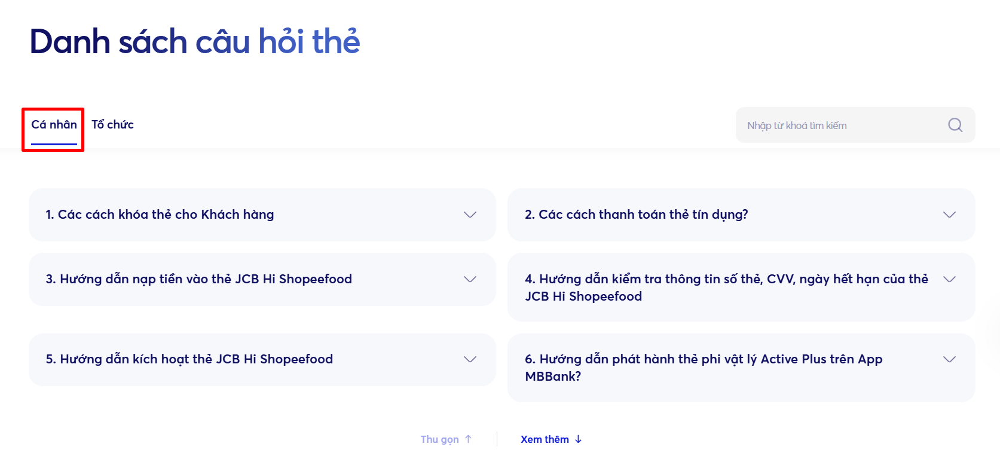 Danh sách câu hỏi thẻ
Cá nhân
Tổ chức
Nhập từ khoá tìm kiếm
1. Các cách khóa thẻ cho Khách hàng
2. Các cách thanh toán thẻ tín dụng?
3. Hướng dẫn nạp tiền vào thẻ JCB Hi Shopeefood
4. Hướng dẫn kiểm tra thông tin số thẻ, CVV, ngày hết hạn của thẻ
JCB Hi Shopeefood
5. Hướng dẫn kích hoạt thẻ JCB Hi Shopeefood
6. Hướng dẫn phát hành thẻ phi vật lý Active Plus trên App
MBBank?
Thu gọn ↑
Xem thêm ↓